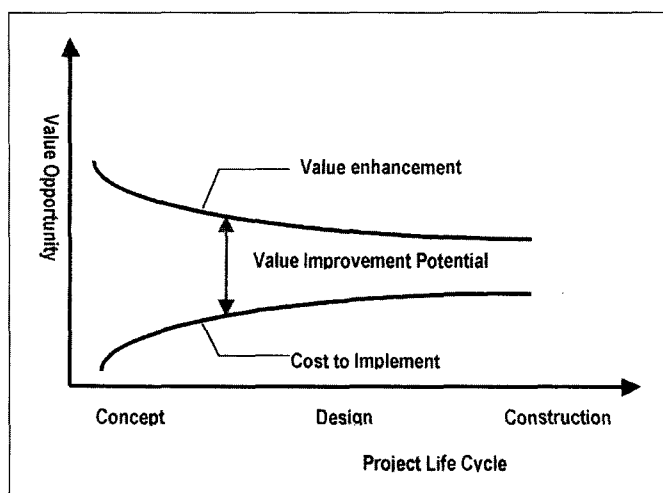 Value Opportunity
Value enhancement
Value Improvement Potential
Cost to Implement
Concept
Design
Construction
Project Life Cycle